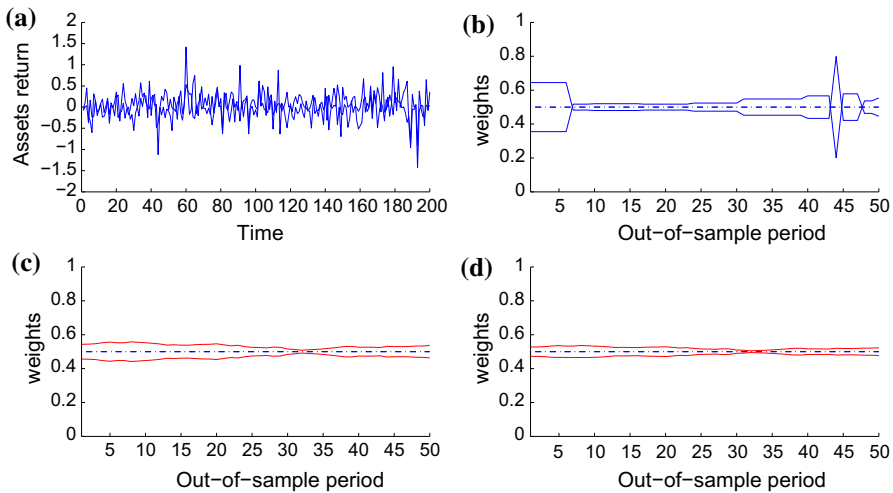 (a)
Assets return
2
1.5
1
0.5
0
−0.5
−1
−1.5
−2
0 20 40 60 80 100 120 140 160 180 200
Time
(b)
weights
1
0.8
0.6
0.4
0.2
0
5 10 15 20 25 30 35 40 45 50
Out−of−sample period
(c)
weights
1
0.8
0.6
0.4
0.2
0
5 10 15 20 25 30 35 40 45 50
Out−of−sample period
(d)
weights
1
0.8
0.6
0.4
0.2
0
5 10 15 20 25 30 35 40 45 50
Out−of−sample period